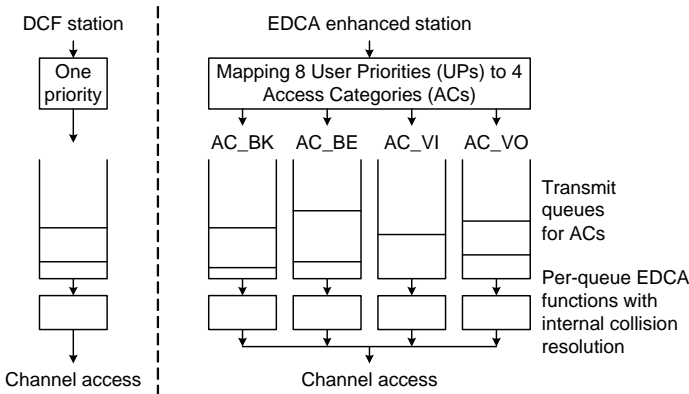 DCF station
One
priority
Channel access
EDCA enhanced station
Mapping 8 User Priorities (UPs) to 4
Access Categories (ACs)
AC_BK
AC_BE
AC_VI
AC_VO
Transmit
queues
for ACs
Per-queue EDCA
functions with
internal collision
resolution
Channel access